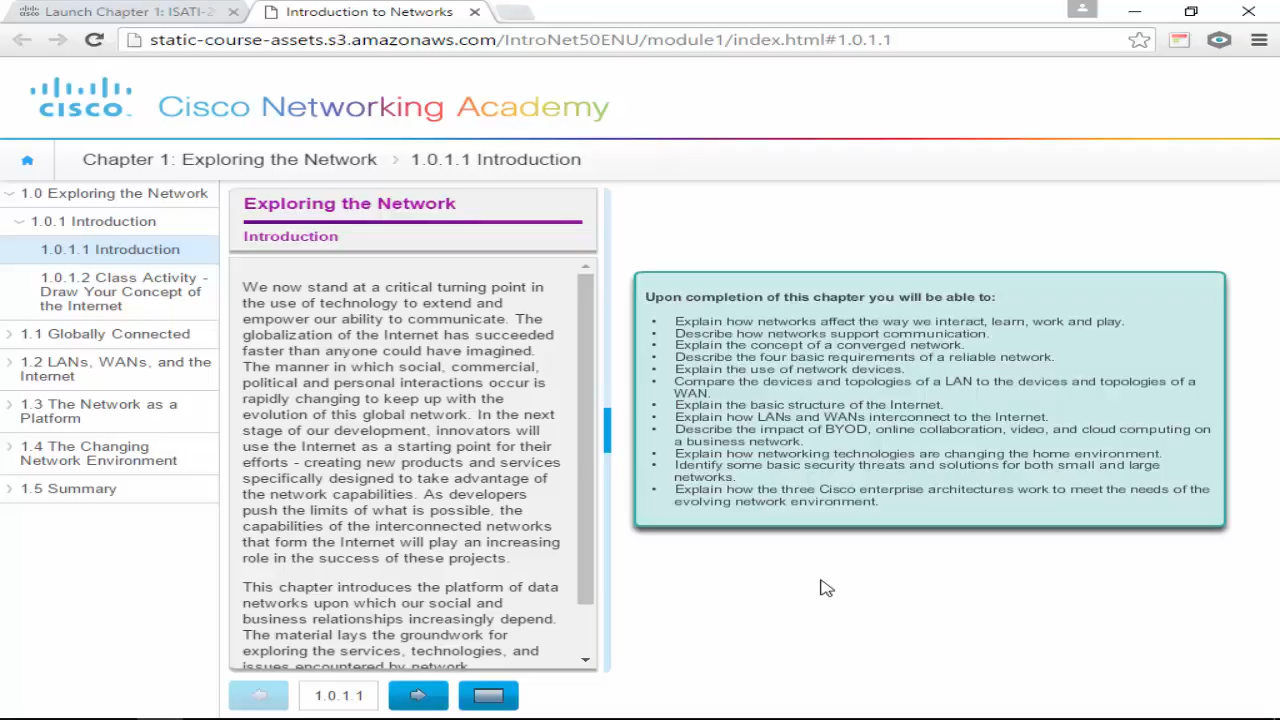 Launch Chapter 1: ISATI-2
Introduction to Networks
static-course-assets.s3.amazonaws.com/IntroNet50ENU/module1/index.html#1.0.1.1
CISCO
Cisco Networking Academy
Chapter 1: Exploring the Network > 1.0.1.1 Introduction
1.0 Exploring the Network
1.0.1 Introduction
1.0.1.1 Introduction
1.0.1.2 Class Activity -
Draw Your Concept of
the Internet
1.1 Globally Connected
1.2 LANs, WANs, and the
Internet
1.3 The Network as a
Platform
1.4 The Changing
Network Environment
1.5 Summary
Exploring the Network
Introduction
We now stand at a critical turning point in
the use of technology to extend and
empower our ability to communicate. The
globalization of the Internet has succeeded
faster than anyone could have imagined.
The manner in which social, commercial,
political and personal interactions occur is
rapidly changing to keep up with the
evolution of this global network. In the next
stage of our development, innovators will
use the Internet as a starting point for their
efforts - creating new products and services
specifically designed to take advantage of
the network capabilities. As developers
push the limits of what is possible, the
capabilities of the interconnected networks
that form the Internet will play an increasing
role in the success of these projects.
This chapter introduces the platform of data
networks upon which our social and
business relationships increasingly depend.
The material lays the groundwork for
exploring the services, technologies, and
issues encountered by network
1.0.1.1
Upon completion of this chapter you will be able to:
• Explain how networks affect the way we interact, learn, work and play.
• Describe how networks support communication.
• Explain the concept of a converged network.
• Describe the four basic requirements of a reliable network.
• Explain the use of network devices.
• Compare the devices and topologies of a LAN to the devices and topologies of a
WAN.
• Explain the basic structure of the Internet.
• Explain how LANs and WANs interconnect to the Internet.
• Describe the impact of BYOD, online collaboration, video, and cloud computing on
a business network.
• Explain how networking technologies are changing the home environment.
• Identify some basic security threats and solutions for both small and large
networks.
• Explain how the three Cisco enterprise architectures work to meet the needs of the
evolving network environment.